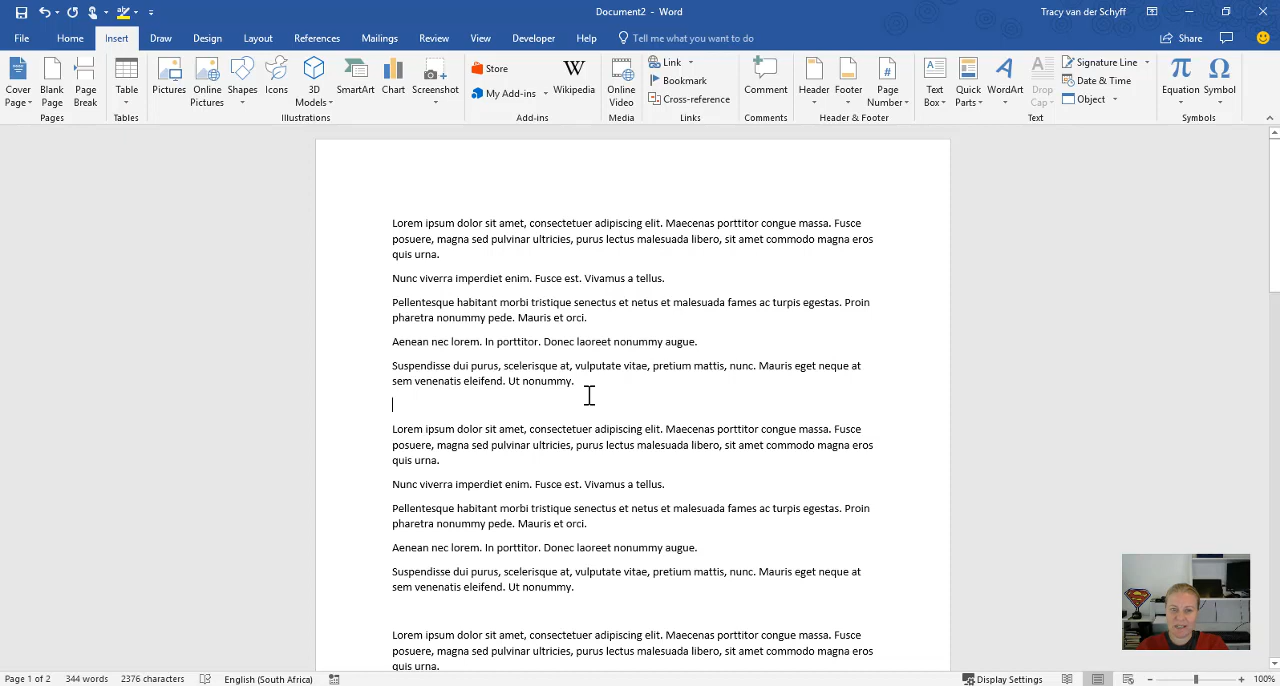 Document2 - Word
Tracy van der Schyff
File Home Insert Draw Design Layout References Mailings Review View Developer Help Tell me what you want to do Share
Cover Page
Blank Page
Page Break
Table
Pictures
Online Pictures
Shapes
Icons
3D Models
SmartArt
Chart
Screenshot
Store
My Add-ins
Wikipedia
Online Video
Link
Bookmark
Cross-reference
Comment
Header
Footer
Page Number
Text Box
Quick Parts
WordArt
Drop Cap
Signature Line
Date & Time
Object
Equation
Symbol
Pages Tables Illustrations Add-ins Media Links Comments Header & Footer Text Symbols
Lorem ipsum dolor sit amet, consectetuer adipiscing elit. Maecenas porttitor congue massa. Fusce
posuere, magna sed pulvinar ultricies, purus lectus malesuada libero, sit amet commodo magna eros
quis urna.
Nunc viverra imperdiet enim. Fusce est. Vivamus a tellus.
Pellentesque habitant morbi tristique senectus et netus et malesuada fames ac turpis egestas. Proin
pharetra nonummy pede. Mauris et orci.
Aenean nec lorem. In porttitor. Donec laoreet nonummy augue.
Suspendisse dui purus, scelerisque at, vulputate vitae, pretium mattis, nunc. Mauris eget neque at
sem venenatis eleifend. Ut nonummy.
Lorem ipsum dolor sit amet, consectetuer adipiscing elit. Maecenas porttitor congue massa. Fusce
posuere, magna sed pulvinar ultricies, purus lectus malesuada libero, sit amet commodo magna eros
quis urna.
Nunc viverra imperdiet enim. Fusce est. Vivamus a tellus.
Pellentesque habitant morbi tristique senectus et netus et malesuada fames ac turpis egestas. Proin
pharetra nonummy pede. Mauris et orci.
Aenean nec lorem. In porttitor. Donec laoreet nonummy augue.
Suspendisse dui purus, scelerisque at, vulputate vitae, pretium mattis, nunc. Mauris eget neque at
sem venenatis eleifend. Ut nonummy.
Lorem ipsum dolor sit amet, consectetuer adipiscing elit. Maecenas porttitor congue massa. Fusce
posuere, magna sed pulvinar ultricies, purus lectus malesuada libero, sit amet commodo magna eros
quis urna.
Page 1 of 2 344 words 2376 characters English (South Africa) Display Settings 100%